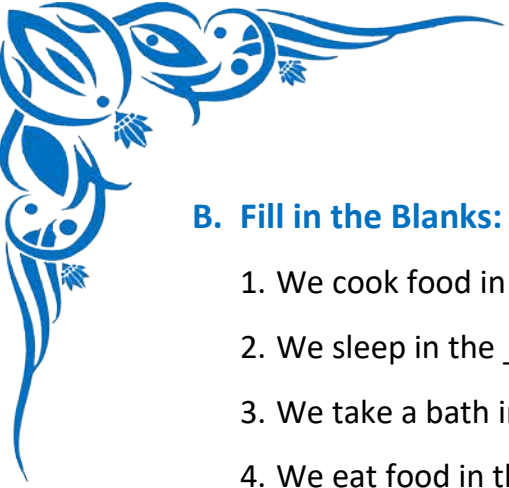 B. Fill in the Blanks:
1. We cook food in
2. We sleep in the _
3. We take a bath i
4. We eat food in t